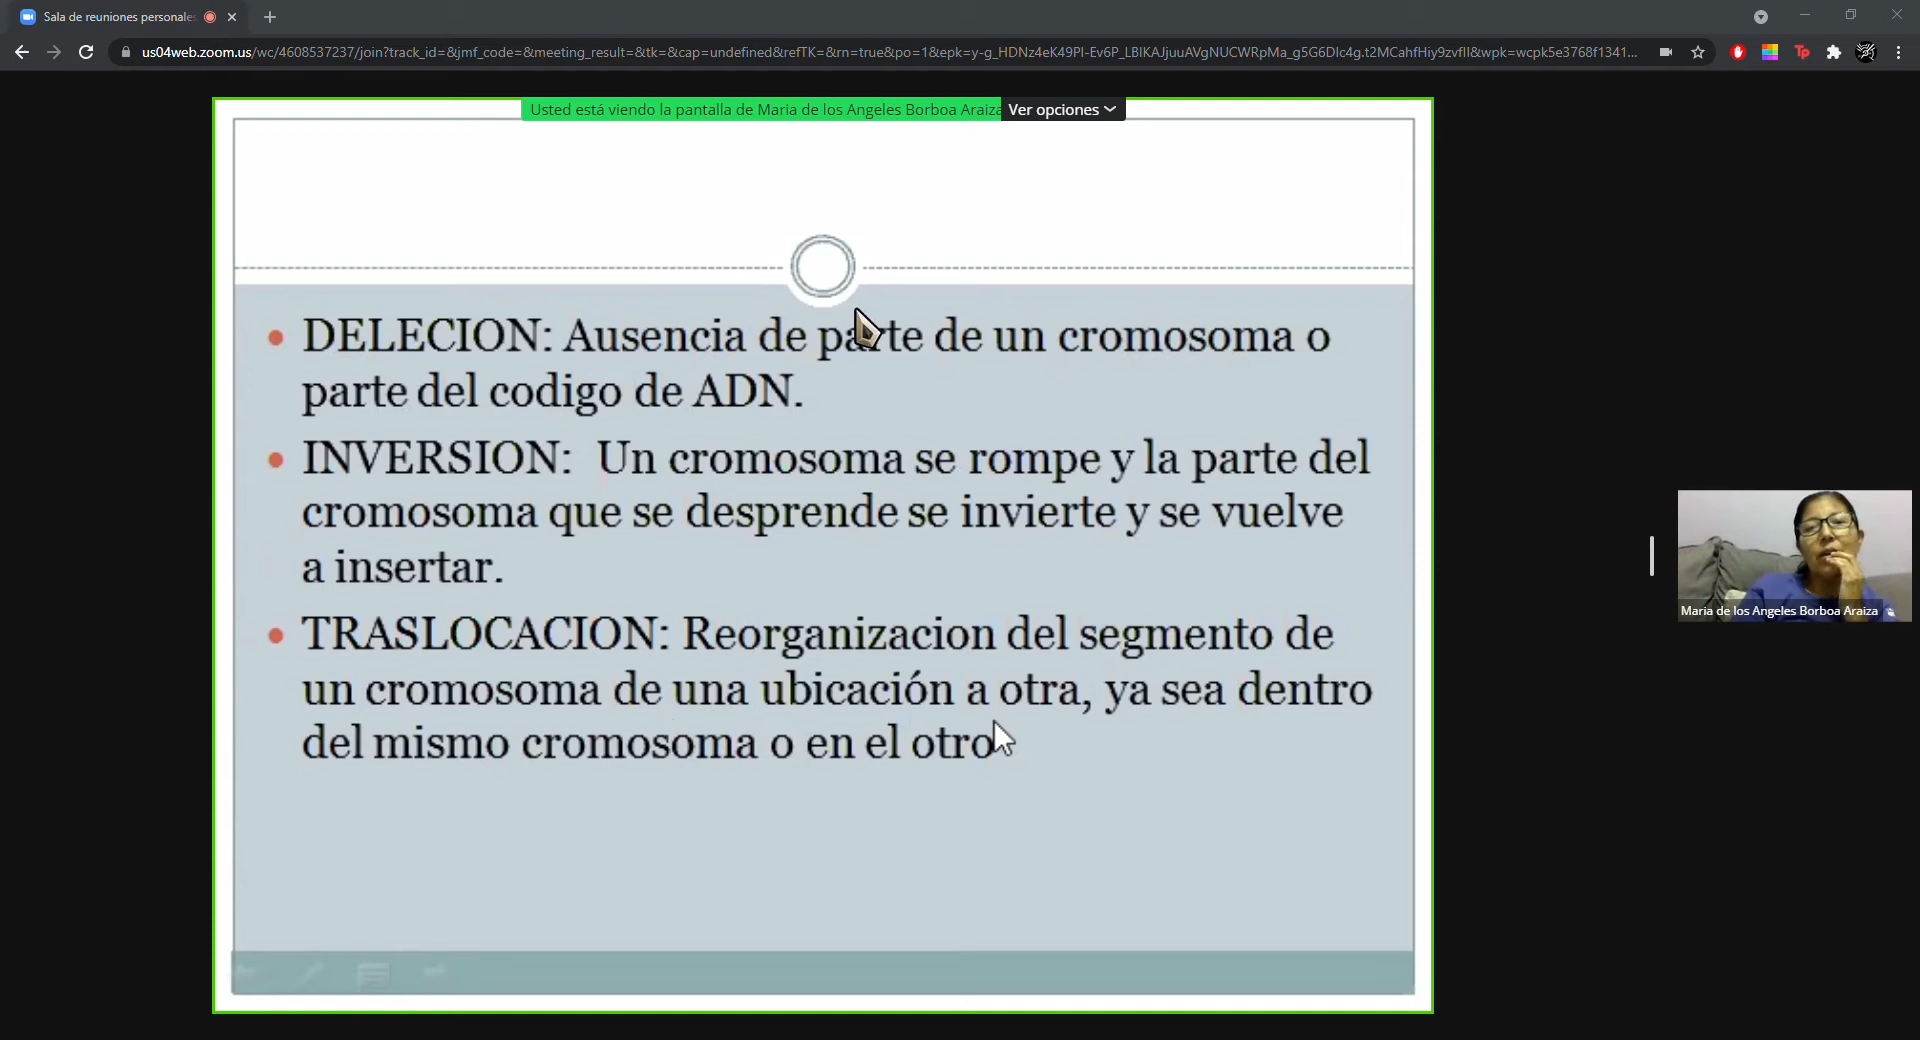 Sala de reuniones personales
us04web.zoom.us/wc/4608537237/join?track_id=&jmf_code=&meeting_result=&tk=&cap=undefined&refTK=&rn=true&po=1&epk=y-g_HDNz4eK49PI-Ev6P_LBIKAJjuuAVgNUCWRpMa_g5G6DIc4g.t2MCahfHiy9zvfII&wpk=wcpk5e3768f1341...
Tp
Usted está viendo la pantalla de Maria de los Angeles Borboa Araiza
Ver opciones
• DELECION: Ausencia de parte de un cromosoma o
parte del codigo de ADN.
• INVERSION: Un cromosoma se rompe y la parte del
cromosoma que se desprende se invierte y se vuelve
a insertar.
• TRASLOCACION: Reorganizacion del segmento de
un cromosoma de una ubicación a otra, ya sea dentro
del mismo cromosoma o en el otro
Maria de los Angeles Borboa Araiza